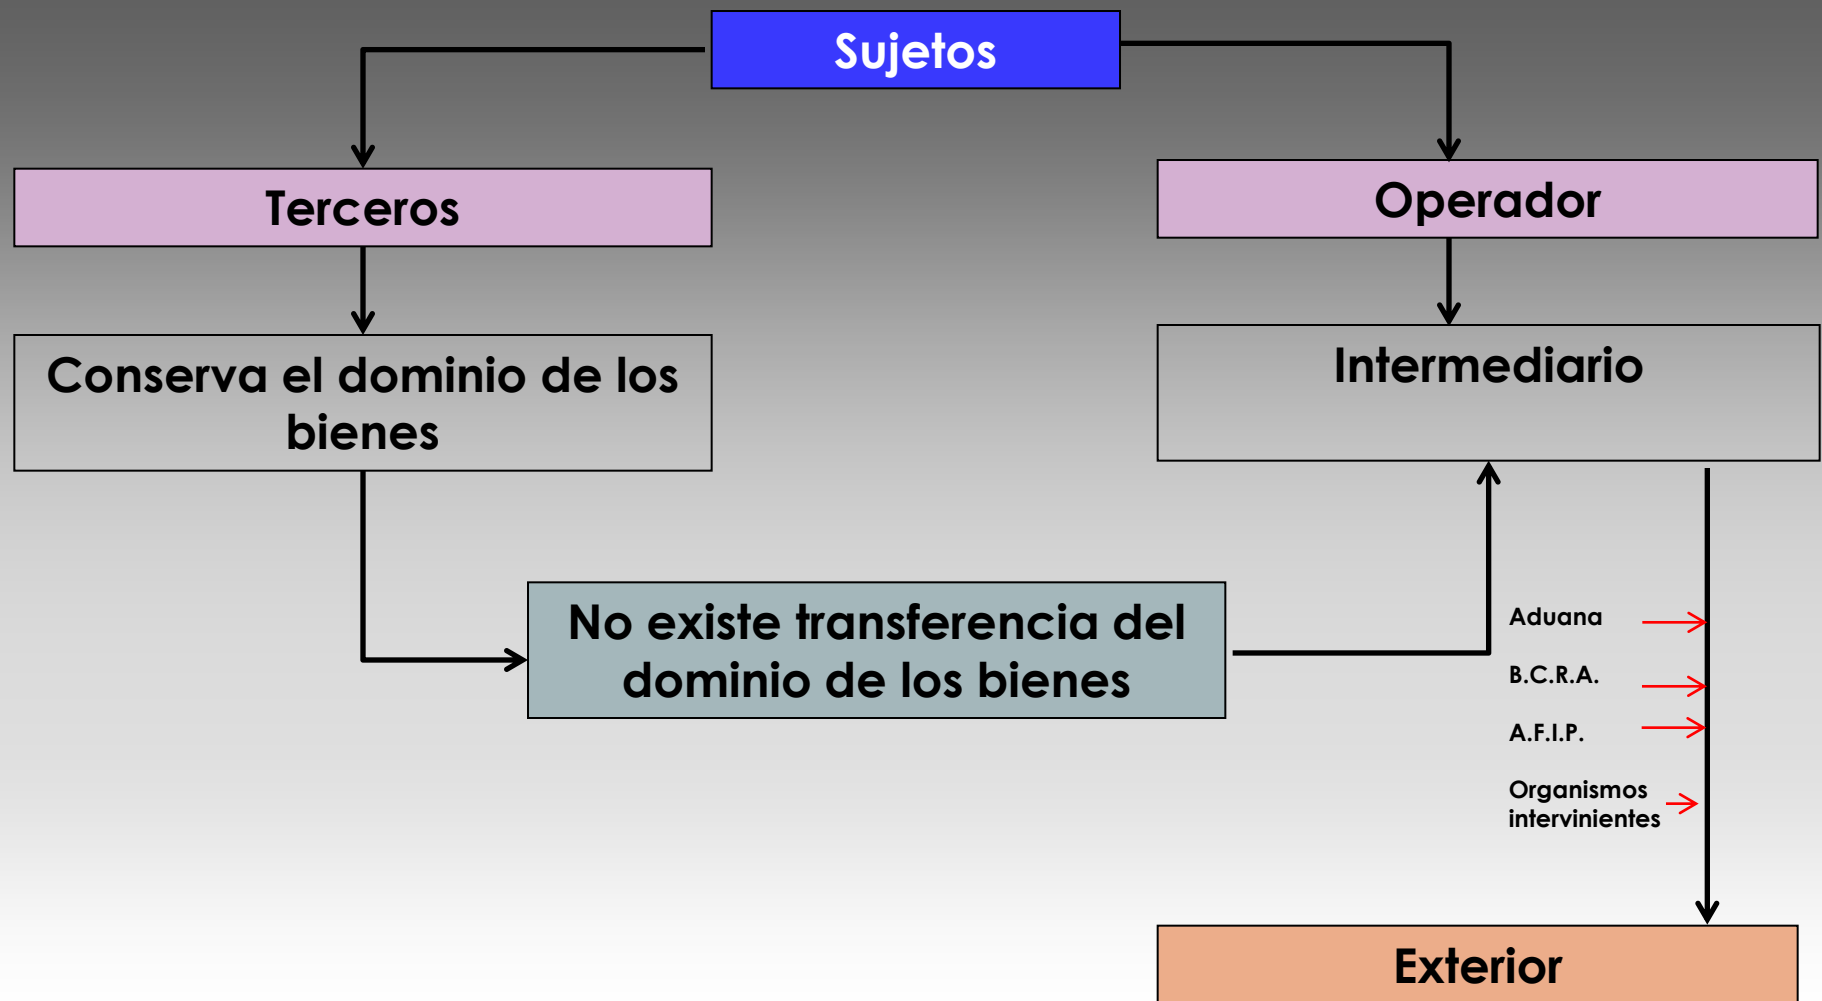 Sujetos
Terceros
Operador
Conserva el dominio de los
bienes
Intermediario
No existe transferencia del
dominio de los bienes
Aduana
B.C.R.A.
A.F.I.P.
Organismos
intervinientes
Exterior